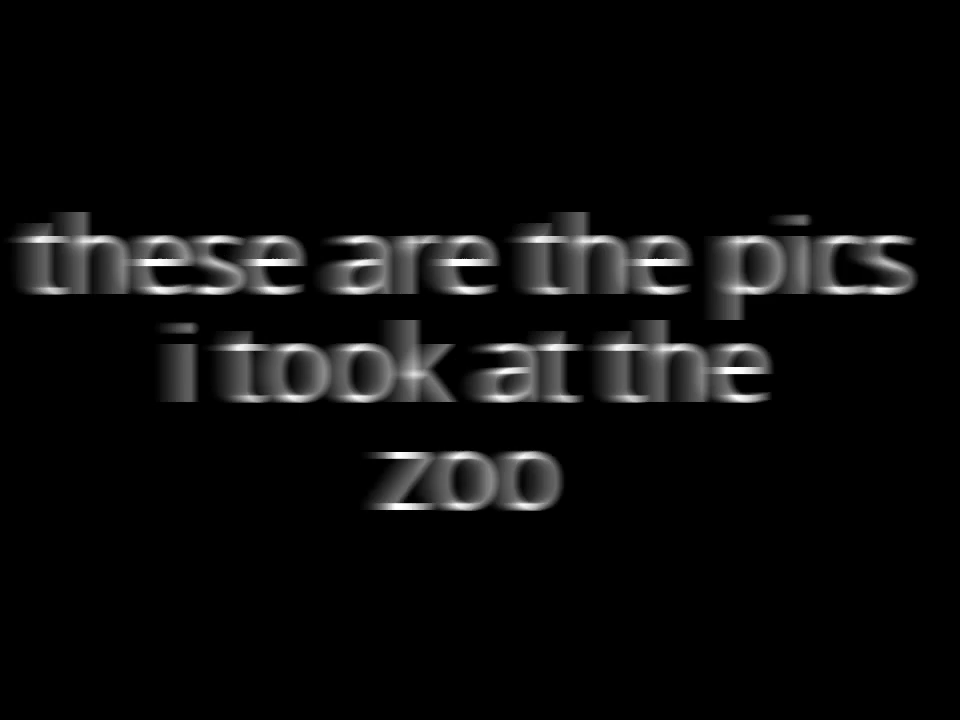 these are the pics
i took at the
zoo